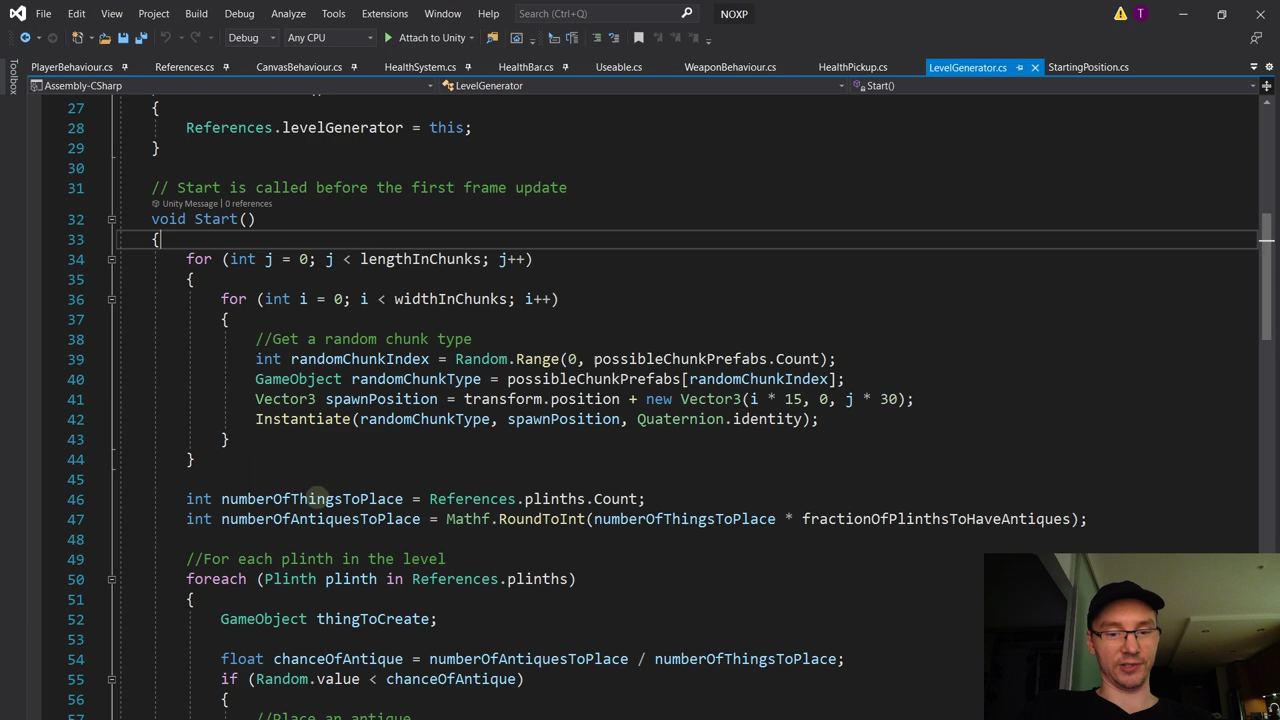 File Edit View Project Build Debug Analyze Tools Extensions Window Help Search (Ctrl+Q) NOXP T
Debug Any CPU Attach to Unity
PlayerBehaviour.cs References.cs CanvasBehaviour.cs HealthSystem.cs HealthBar.cs Useable.cs WeaponBehaviour.cs HealthPickup.cs LevelGenerator.cs StartingPosition.cs
Toolbox
Assembly-CSharp LevelGenerator Start()
27 {
28 References.levelGenerator = this;
29 }
30
31 // Start is called before the first frame update
Unity Message | 0 references
32 void Start()
33 {
34 for (int j = 0; j < lengthInChunks; j++)
35 {
36 for (int i = 0; i < widthInChunks; i++)
37 {
38 //Get a random chunk type
39 int randomChunkIndex = Random.Range(0, possibleChunkPrefabs.Count);
40 GameObject randomChunkType = possibleChunkPrefabs[randomChunkIndex];
41 Vector3 spawnPosition = transform.position + new Vector3(i * 15, 0, j * 30);
42 Instantiate(randomChunkType, spawnPosition, Quaternion.identity);
43 }
44 }
45
46 int numberOfThingsToPlace = References.plinths.Count;
47 int numberOfAntiquesToPlace = Mathf.RoundToInt(numberOfThingsToPlace * fractionOfPlinthsToHaveAntiques);
48
49 //For each plinth in the level
50 foreach (Plinth plinth in References.plinths)
51 {
52 GameObject thingToCreate;
53
54 float chanceOfAntique = numberOfAntiquesToPlace / numberOfThingsToPlace;
55 if (Random.value < chanceOfAntique)
56 {
57 //Place an antique